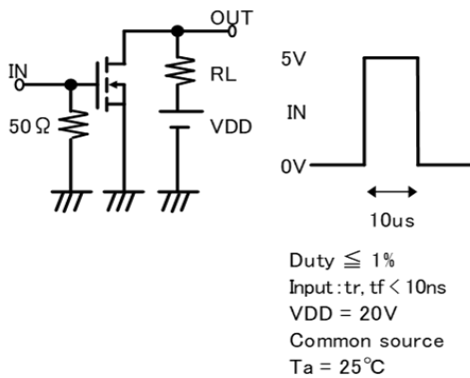 OUT
IN
RL
50Ω
VDD
5V
IN
0V
10us
Duty ≦ 1%
Input:tr, tf < 10ns
VDD = 20V
Common source
Ta = 25℃